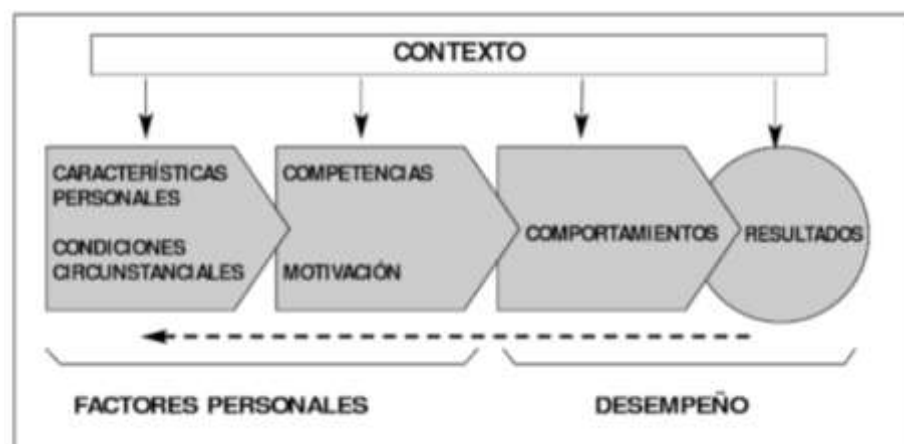 CONTEXTO
CARACTERÍSTICAS
PERSONALES
CONDICIONES
CIRCUNSTANCIALES
COMPETENCIAS
MOTIVACIÓN
COMPORTAMIENTOS
RESULTADOS
FACTORES PERSONALES
DESEMPEÑO